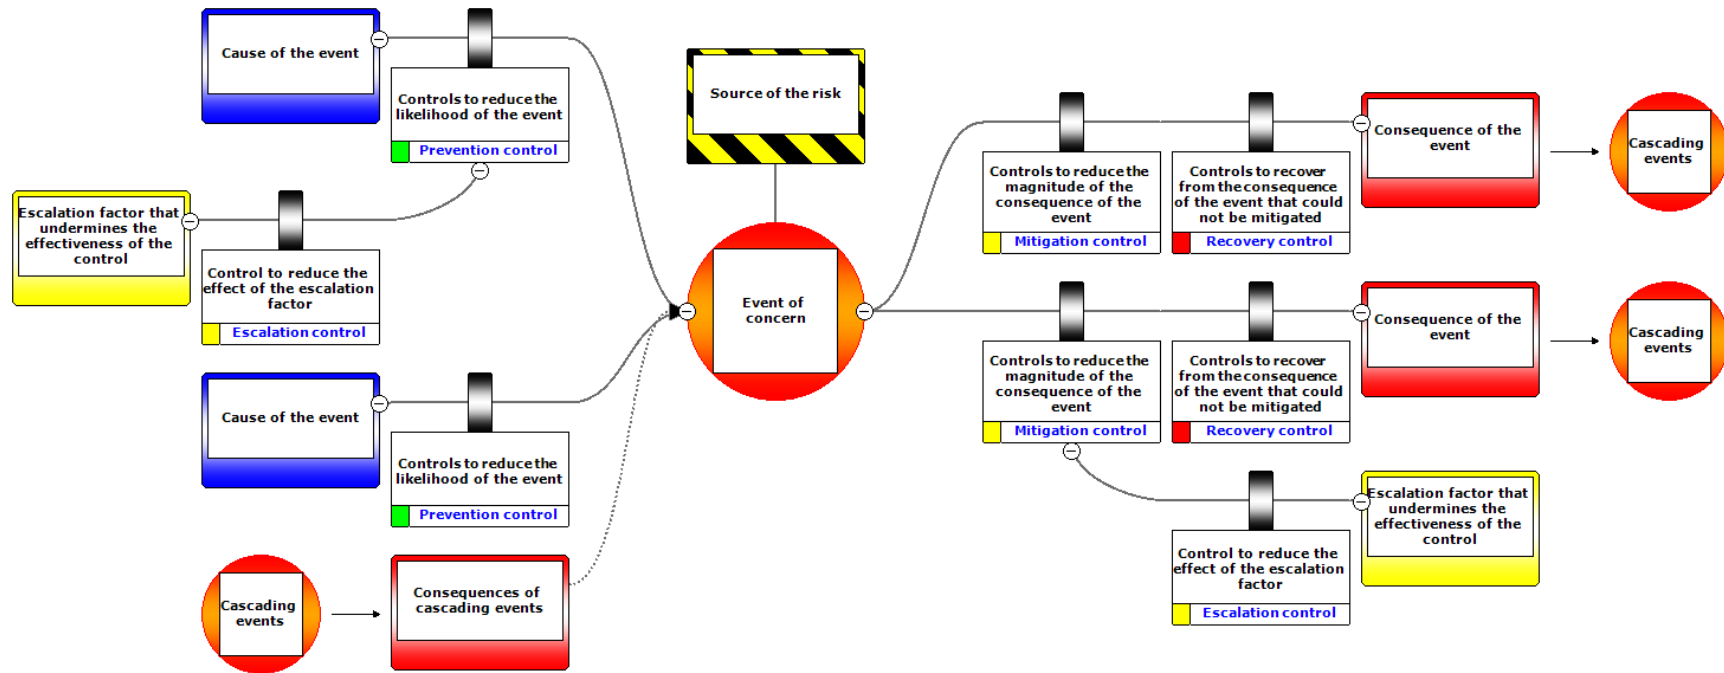 Cause of the event
Controls to reduce the
likelihood of the event
Prevention control
Escalation factor that
undermines the
effectiveness of the
control
Control to reduce the
effect of the escalation
factor
Escalation control
Cause of the event
Controls to reduce the
likelihood of the event
Prevention control
Cascading
events
Consequences of
cascading events
Source of the risk
Event of
concern
Controls to reduce the
magnitude of the
consequence of the
event
Mitigation control
Controls to recover
from the consequence
of the event that could
not be mitigated
Recovery control
Consequence of the
event
Cascading
events
Controls to reduce the
magnitude of the
consequence of the
event
Mitigation control
Controls to recover
from the consequence
of the event that could
not be mitigated
Recovery control
Consequence of the
event
Cascading
events
Control to reduce the
effect of the escalation
factor
Escalation control
Escalation factor that
undermines the
effectiveness of the
control